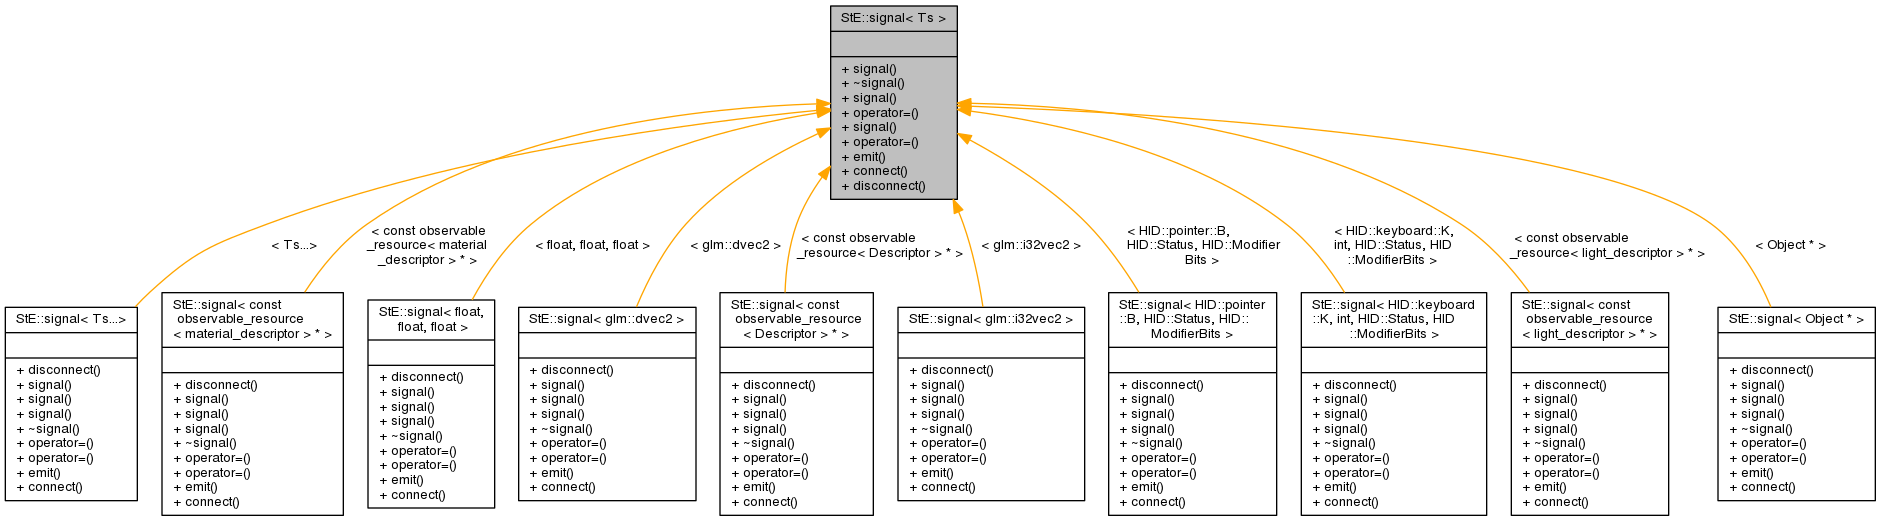 StE::signal< Ts >
+ signal()
+ ~signal()
+ signal()
+ operator=()
+ signal()
+ operator=()
+ emit()
+ connect()
+ disconnect()
< Ts...>
< const observable
_resource< material
_descriptor > * >
< float, float, float >
< glm::dvec2 >
< const observable
_resource< Descriptor > * >
< glm::i32vec2 >
< HID::pointer::B,
HID::Status, HID::Modifier
Bits >
< HID::keyboard::K,
int, HID::Status, HID
::ModifierBits >
< const observable
_resource< light_descriptor > * >
< Object * >
StE::signal< Ts...>
+ disconnect()
+ signal()
+ signal()
+ signal()
+ ~signal()
+ operator=()
+ operator=()
+ emit()
+ connect()
StE::signal< const
observable_resource
< material_descriptor > * >
+ disconnect()
+ signal()
+ signal()
+ signal()
+ ~signal()
+ operator=()
+ operator=()
+ emit()
+ connect()
StE::signal< float,
float, float >
+ disconnect()
+ signal()
+ signal()
+ signal()
+ ~signal()
+ operator=()
+ operator=()
+ emit()
+ connect()
StE::signal< glm::dvec2 >
+ disconnect()
+ signal()
+ signal()
+ signal()
+ ~signal()
+ operator=()
+ operator=()
+ emit()
+ connect()
StE::signal< const
observable_resource
< Descriptor > * >
+ disconnect()
+ signal()
+ signal()
+ signal()
+ ~signal()
+ operator=()
+ operator=()
+ emit()
+ connect()
StE::signal< glm::i32vec2 >
+ disconnect()
+ signal()
+ signal()
+ signal()
+ ~signal()
+ operator=()
+ operator=()
+ emit()
+ connect()
StE::signal< HID::pointer
::B, HID::Status, HID::
ModifierBits >
+ disconnect()
+ signal()
+ signal()
+ signal()
+ ~signal()
+ operator=()
+ operator=()
+ emit()
+ connect()
StE::signal< HID::keyboard
::K, int, HID::Status, HID
::ModifierBits >
+ disconnect()
+ signal()
+ signal()
+ signal()
+ ~signal()
+ operator=()
+ operator=()
+ emit()
+ connect()
StE::signal< const
observable_resource
< light_descriptor > * >
+ disconnect()
+ signal()
+ signal()
+ signal()
+ ~signal()
+ operator=()
+ operator=()
+ emit()
+ connect()
StE::signal< Object * >
+ disconnect()
+ signal()
+ signal()
+ signal()
+ ~signal()
+ operator=()
+ operator=()
+ emit()
+ connect()